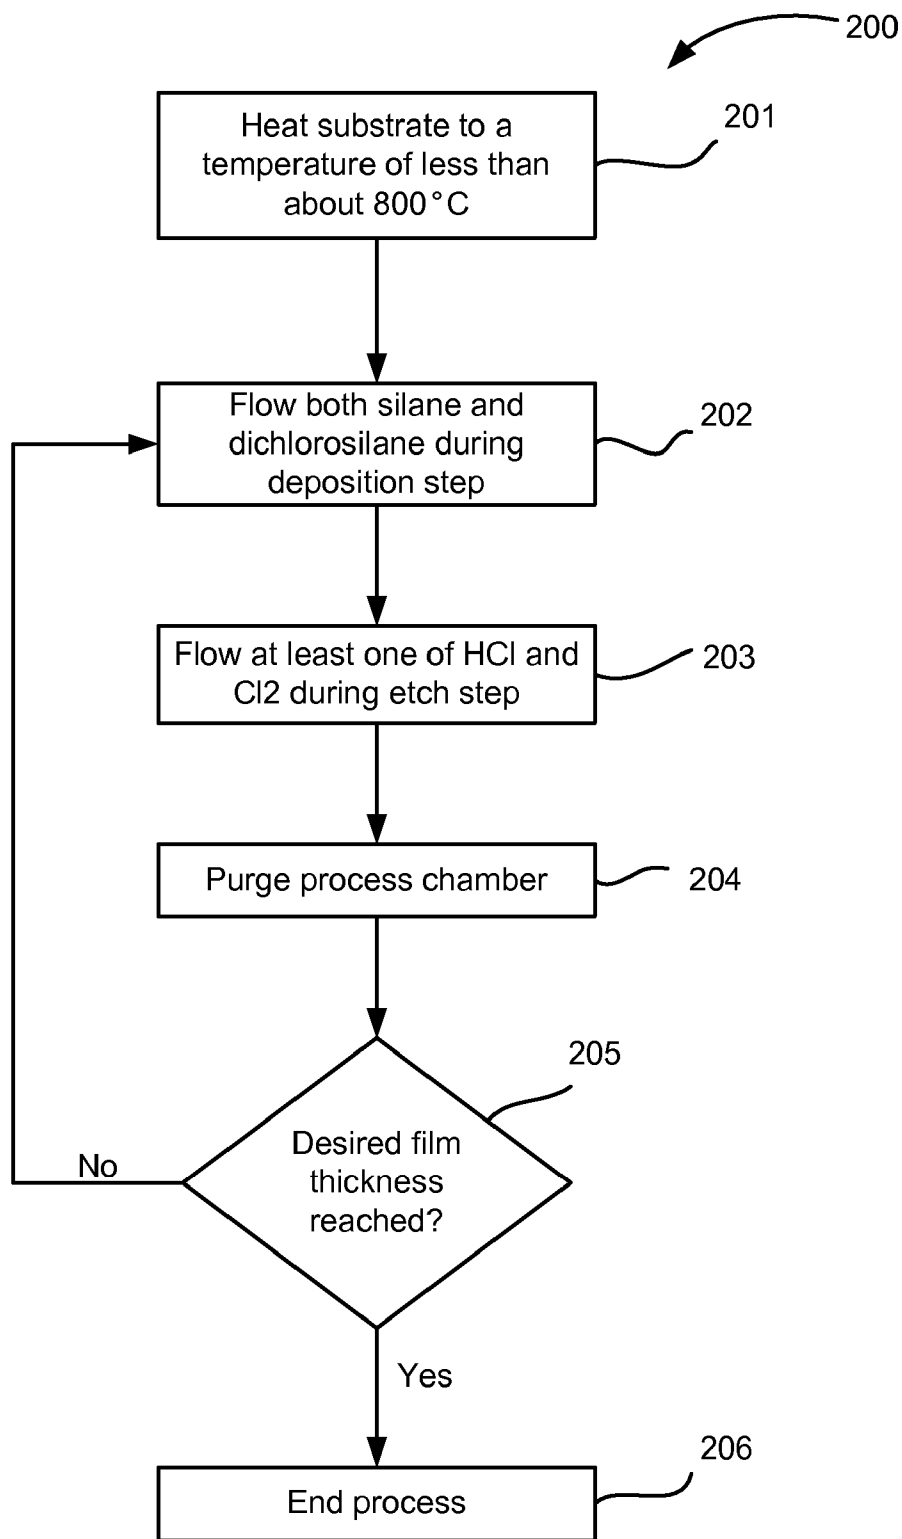 200
Heat substrate to a
temperature of less than
about 800°C
201
Flow both silane and
dichlorosilane during
deposition step
202
Flow at least one of HCl and
Cl2 during etch step
203
Purge process chamber
204
205
Desired film
thickness
reached?
No
Yes
End process
206